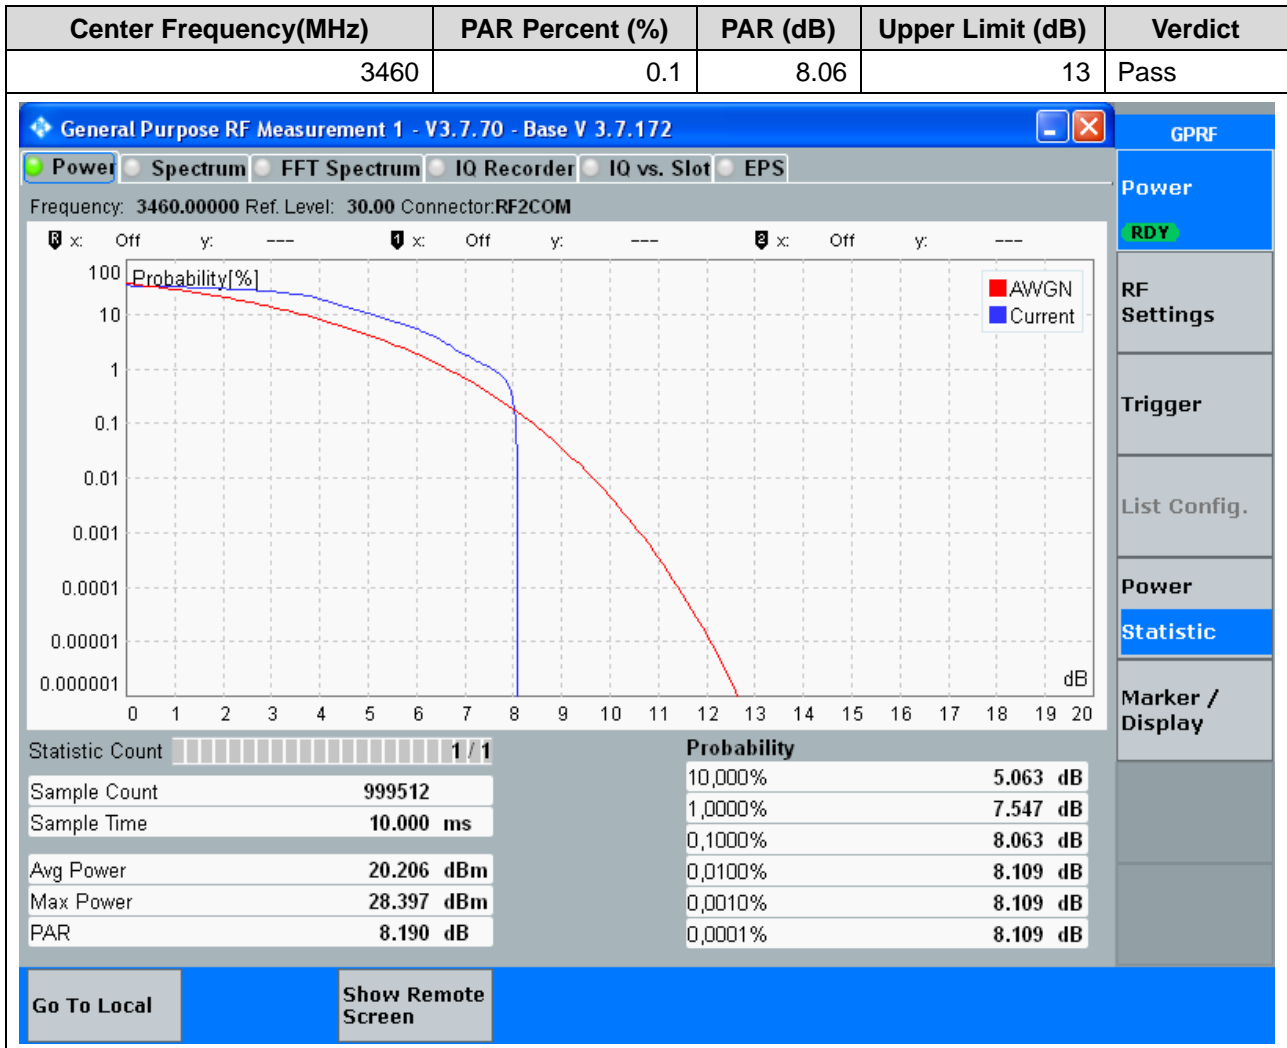 Center Frequency(MHz) PAR Percent (%) PAR (dB) Upper Limit (dB) Verdict
3460 0.1 8.06 13 Pass
General Purpose RF Measurement 1 - V3.7.70 - Base V 3.7.172
GPRF
Power Spectrum FFT Spectrum IQ Recorder IQ vs. Slot EPS
Frequency: 3460.00000 Ref. Level: 30.00 Connector:RF2COM
R x: Off y: --- 1 x: Off y: --- 2 x: Off y: ---
Probability[%]
AWGN
Current
100
10
1
0.1
0.01
0.001
0.0001
0.00001
0.000001
dB
0 1 2 3 4 5 6 7 8 9 10 11 12 13 14 15 16 17 18 19 20
Statistic Count 1 / 1
Sample Count 999512
Sample Time 10.000 ms
Avg Power 20.206 dBm
Max Power 28.397 dBm
PAR 8.190 dB
Probability
10,000% 5.063 dB
1,0000% 7.547 dB
0,1000% 8.063 dB
0,0100% 8.109 dB
0,0010% 8.109 dB
0,0001% 8.109 dB
Power
RDY
RF
Settings
Trigger
List Config.
Power
Statistic
Marker /
Display
Go To Local
Show Remote
Screen